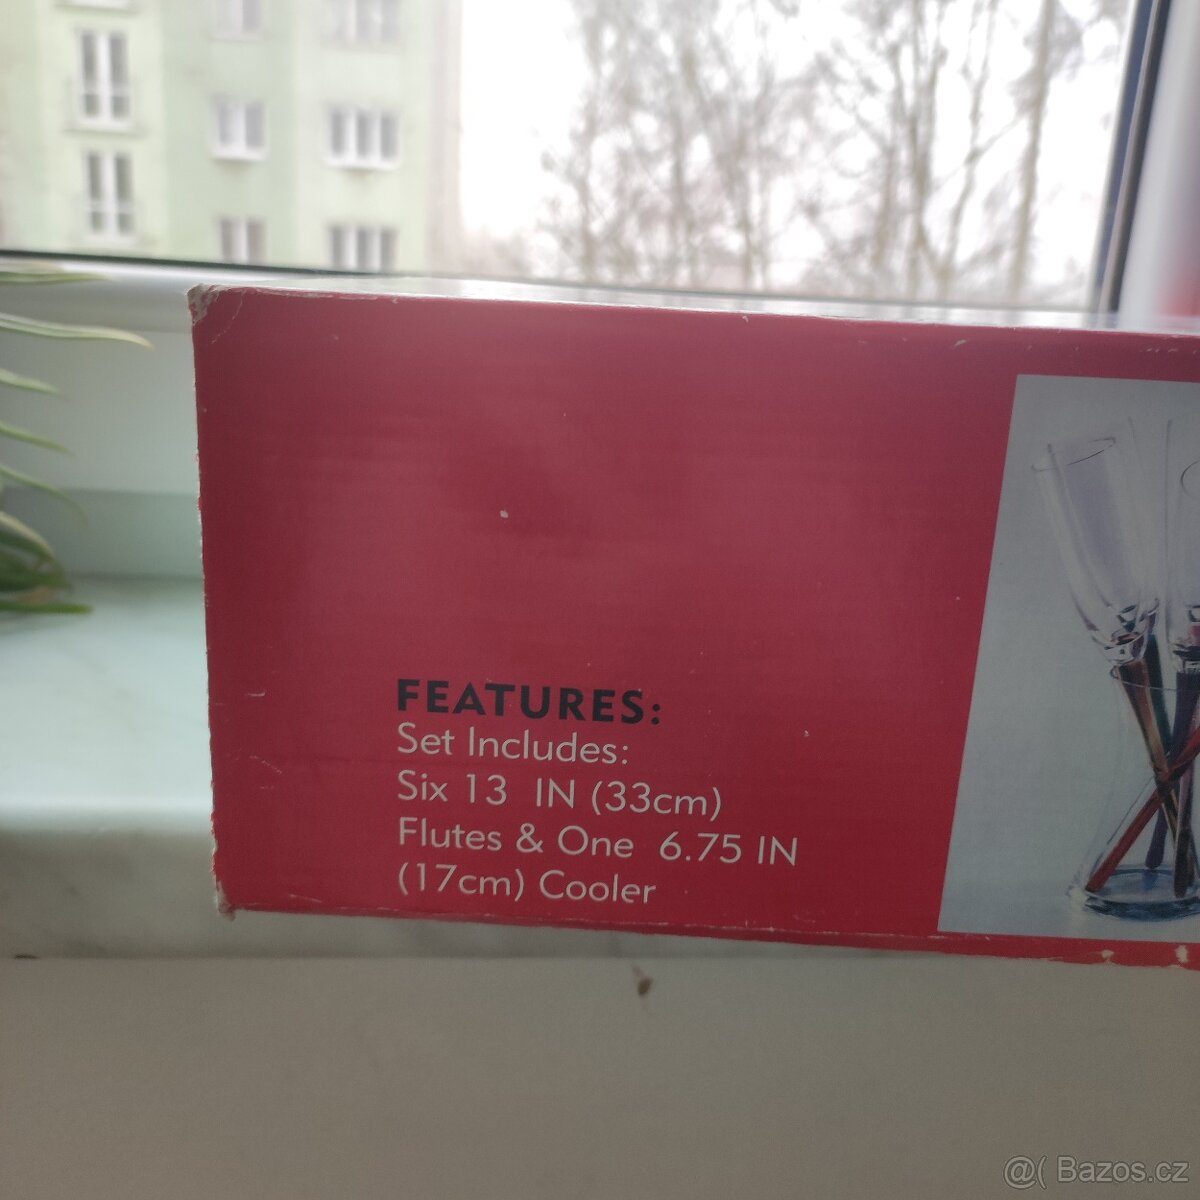 FEATURES:
Set Includes:
Six 13 IN (33cm)
Flutes & One 6.75 IN
(17cm) Cooler
@( Bazos.cz